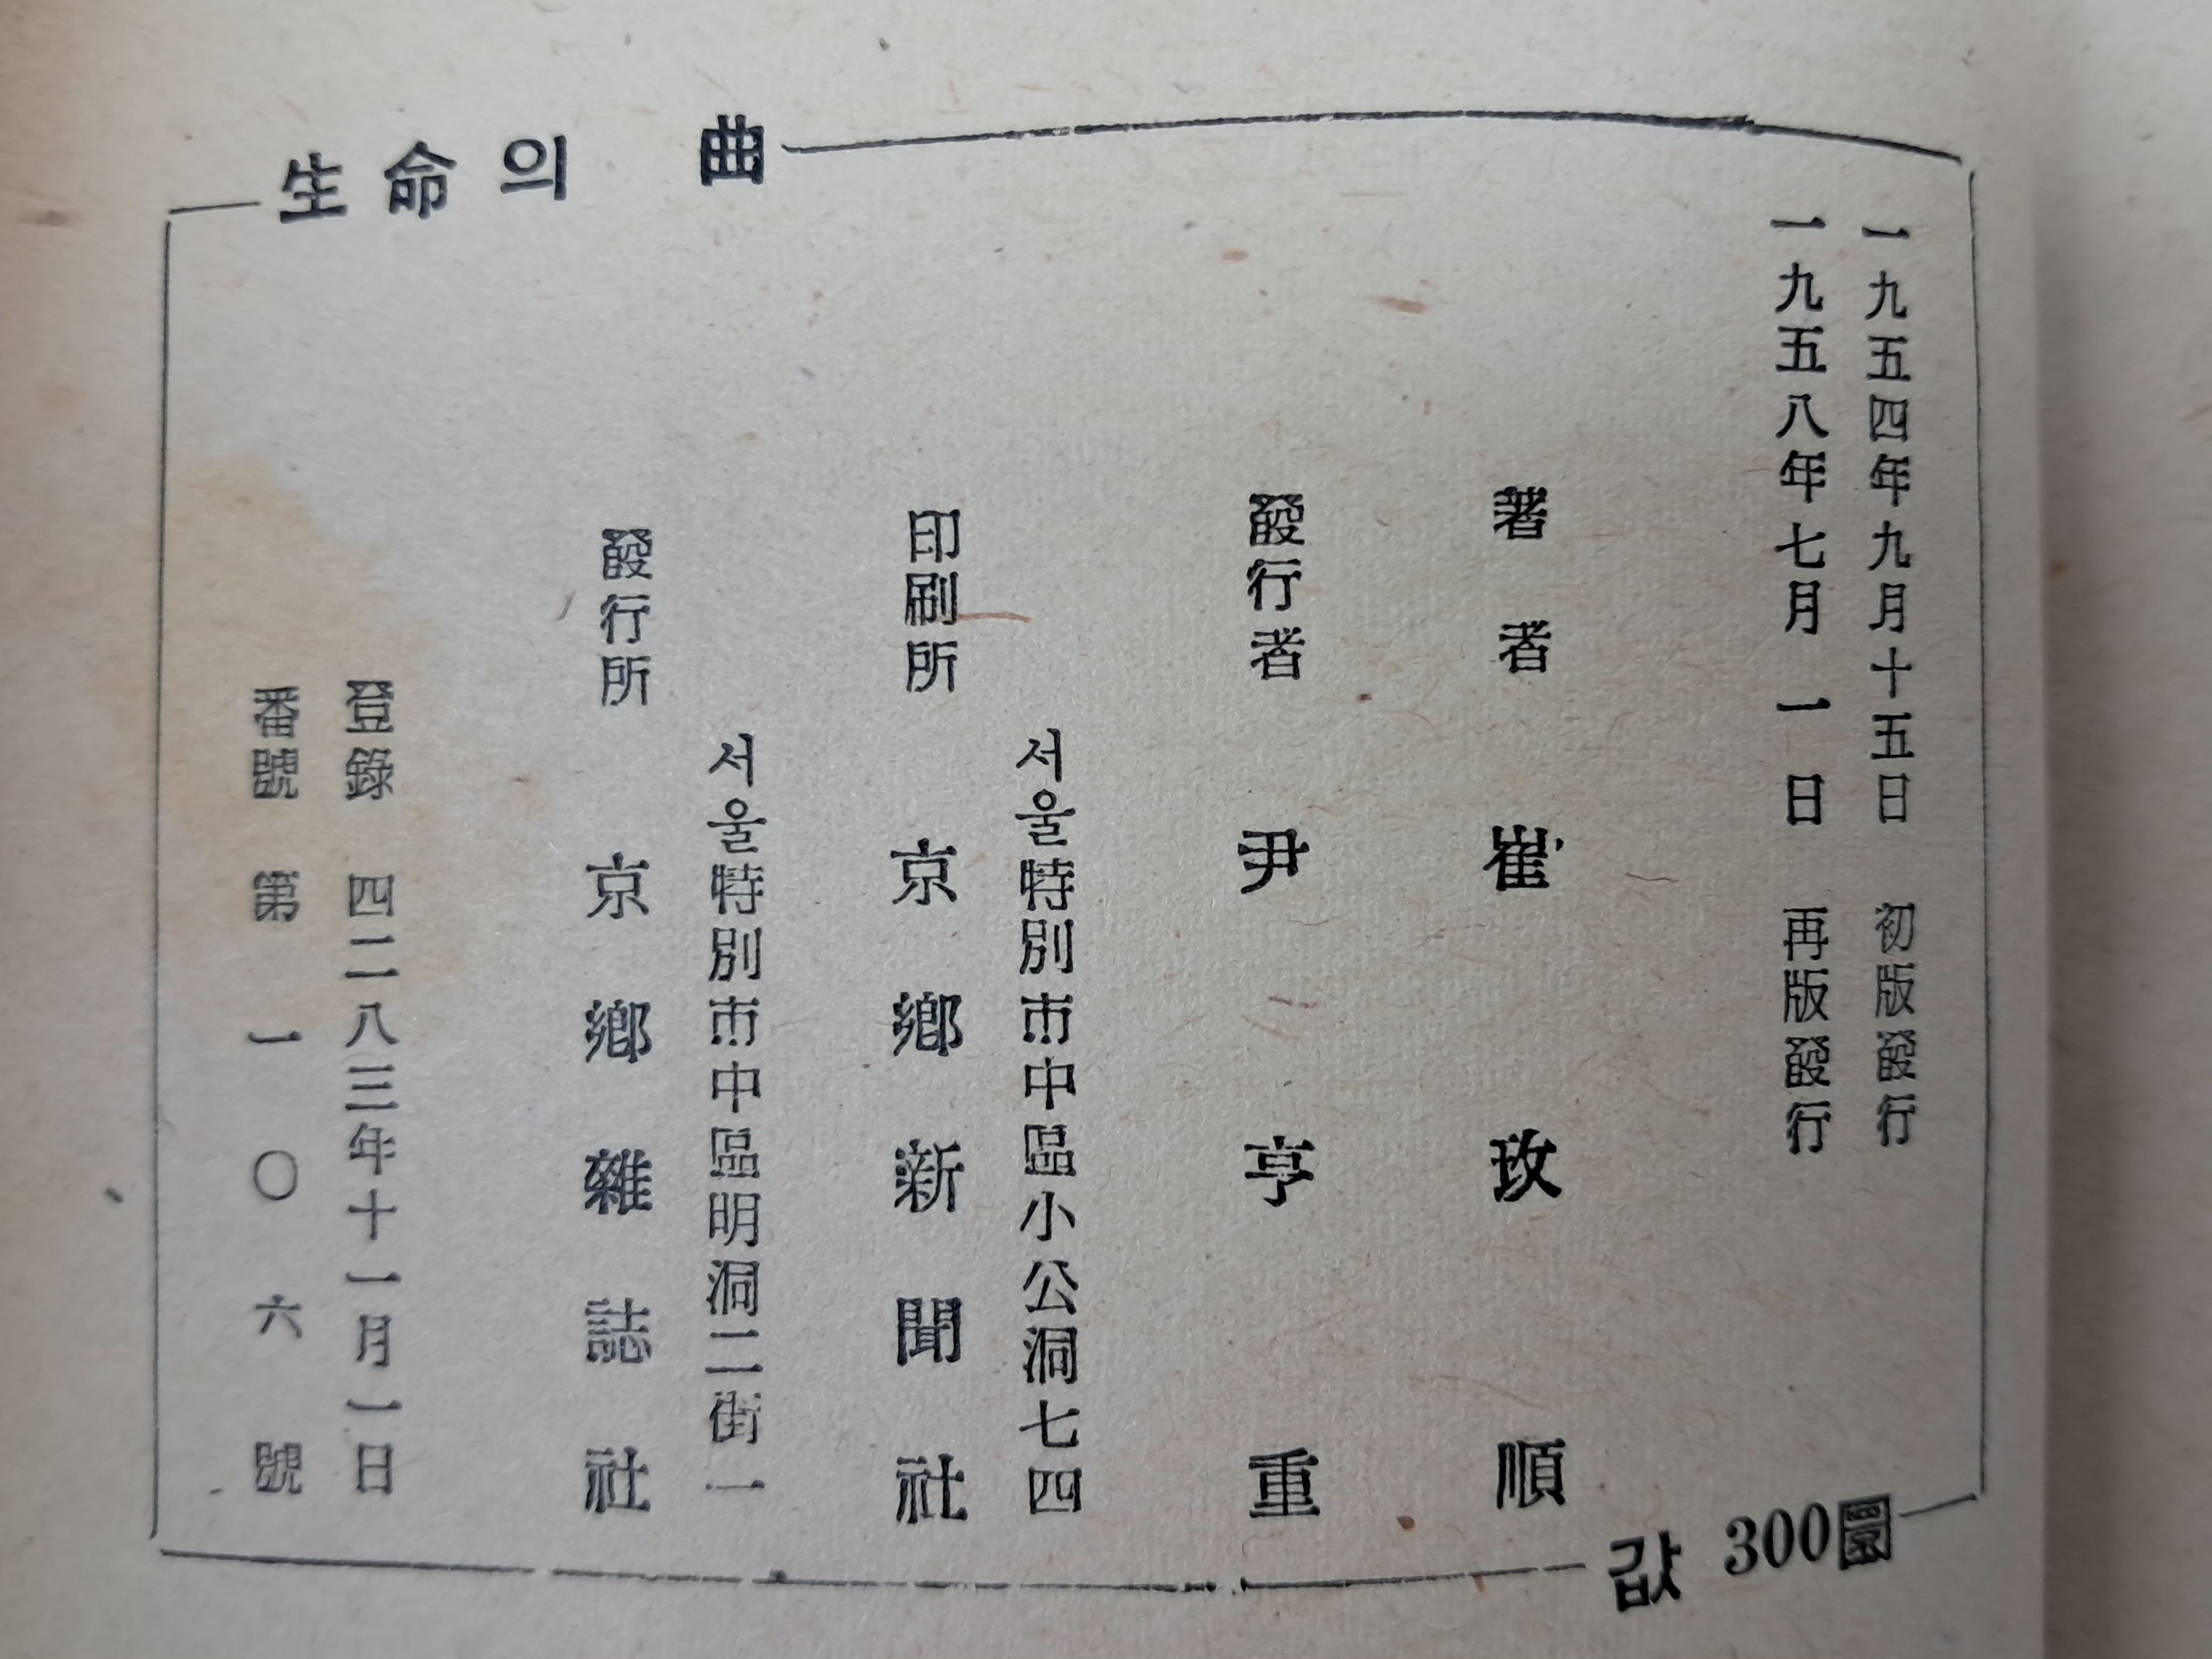 生命의 曲
一九五四年九月十五日 初版發行
一九五八年七月一日 再版發行
著者 崔玫順
發行者 尹亨重
서울特別市中區小公洞七四
印刷所 京鄕新聞社
서울特別市中區明洞二街一
發行所 京鄕雜誌社
登錄 四二八三年十一月一日
番號 第一〇六號
값 300圜